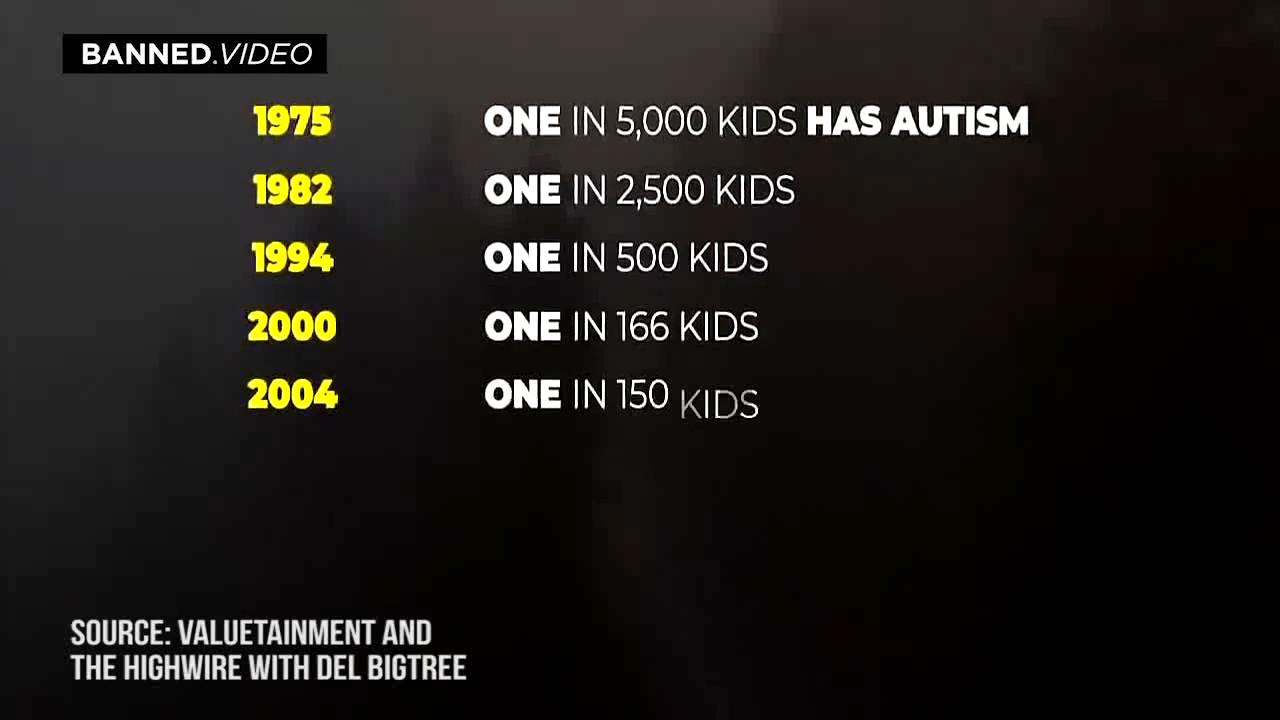 BANNED.VIDEO
1975 ONE IN 5,000 KIDS HAS AUTISM
1982 ONE IN 2,500 KIDS
1994 ONE IN 500 KIDS
2000 ONE IN 166 KIDS
2004 ONE IN 150 KIDS
SOURCE: VALUETAINMENT AND
THE HIGHWIRE WITH DEL BIGTREE